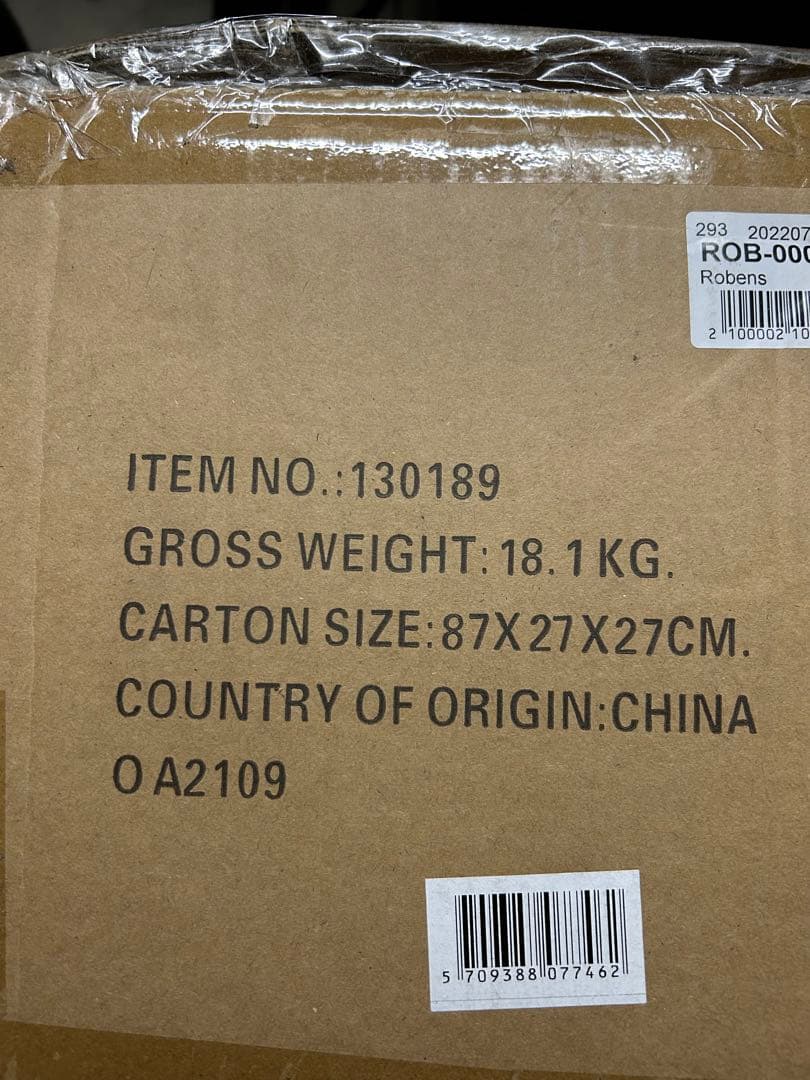 293 202207
ROB-000
Robens
2 100002 10
ITEM NO.:130189
GROSS WEIGHT: 18.1 KG.
CARTON SIZE:87X27X27CM.
COUNTRY OF ORIGIN:CHINA
O A2109
5 709388 077462